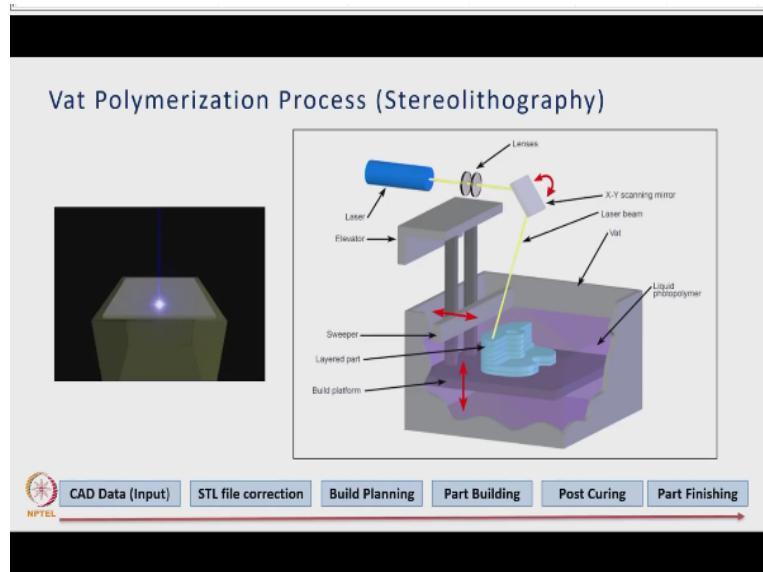 Vat Polymerization Process (Stereolithography)
Lenses
X-Y scanning mirror
Laser
Laser beam
Elevator
Vat
Liquid
photopolymer
Sweeper
Layered part
Build platform
CAD Data (Input)
STL file correction
Build Planning
Part Building
Post Curing
Part Finishing
NPTEL